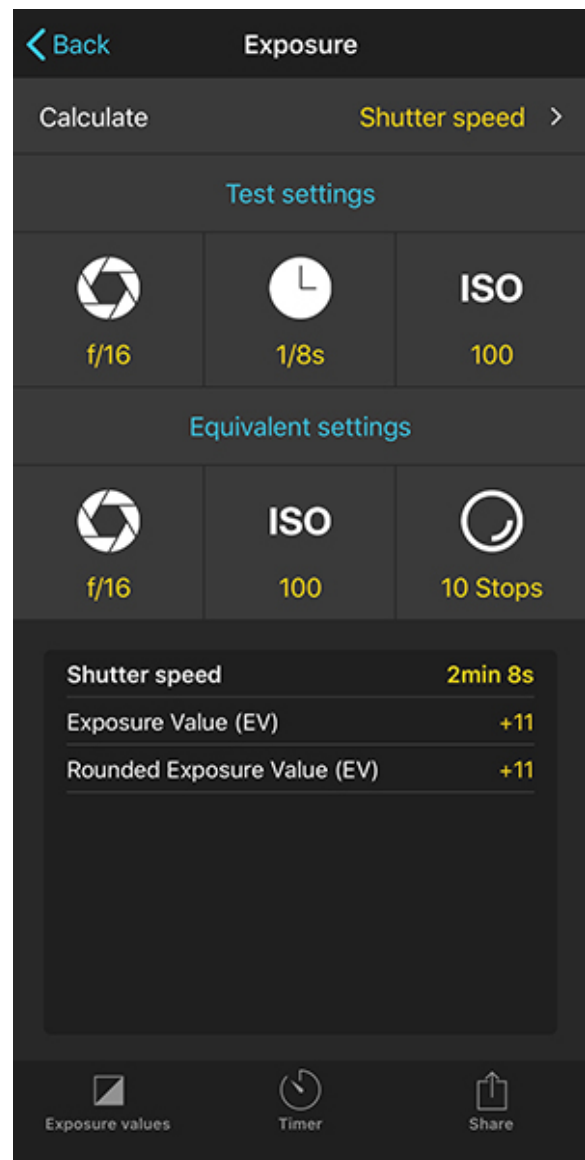 Back Exposure
Calculate Shutter speed
Test settings
ISO
f/16 1/8s 100
Equivalent settings
ISO
f/16 100 10 Stops
Shutter speed 2min 8s
Exposure Value (EV) +11
Rounded Exposure Value (EV) +11
Exposure values Timer Share